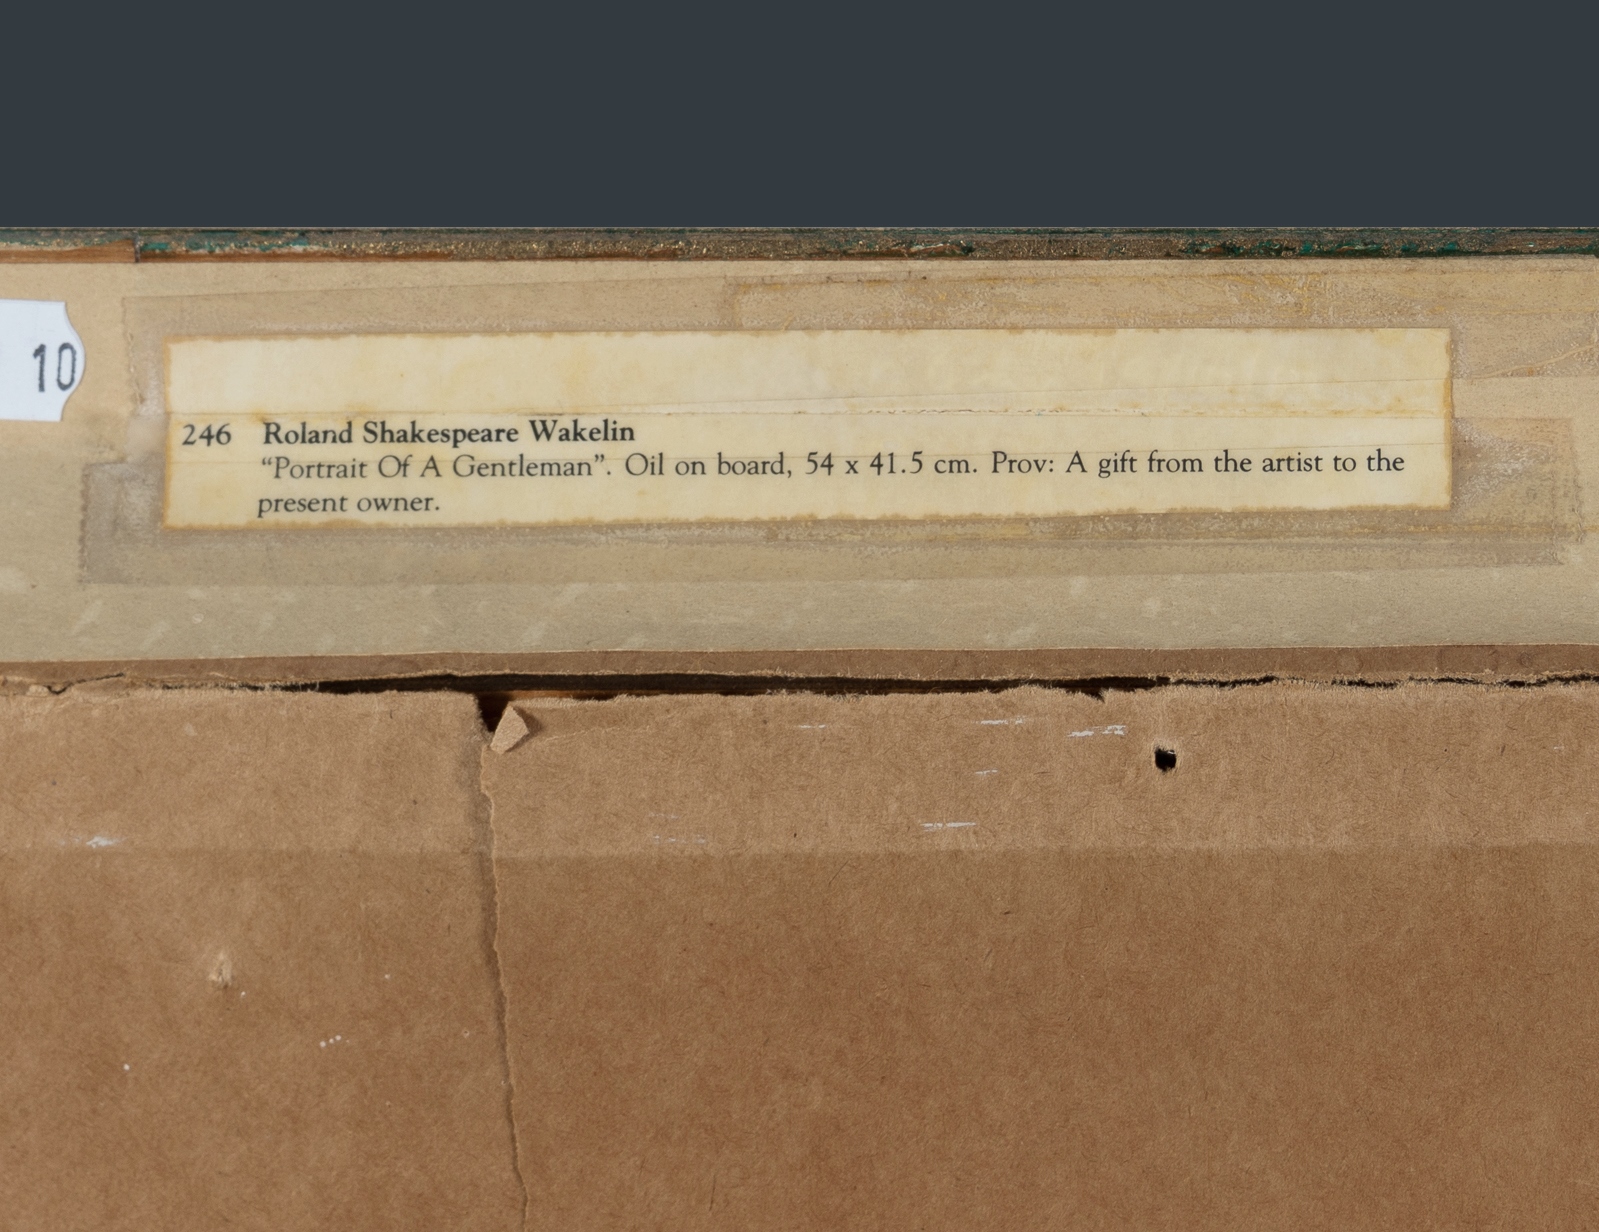 10
246 Roland Shakespeare Wakelin
“Portrait Of A Gentleman”. Oil on board, 54 x 41.5 cm. Prov: A gift from the artist to the
present owner.